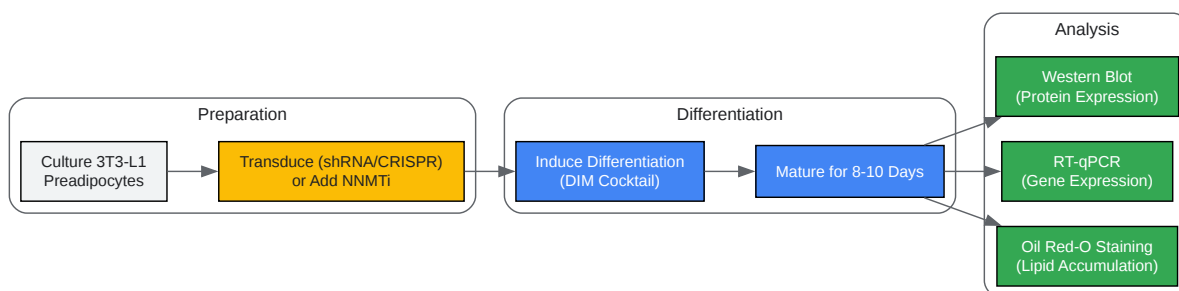 Preparation
Culture 3T3-L1
Preadipocytes
Transduce (shRNA/CRISPR)
or Add NNMTi
Differentiation
Induce Differentiation
(DIM Cocktail)
Mature for 8-10 Days
Analysis
Western Blot
(Protein Expression)
RT-qPCR
(Gene Expression)
Oil Red-O Staining
(Lipid Accumulation)